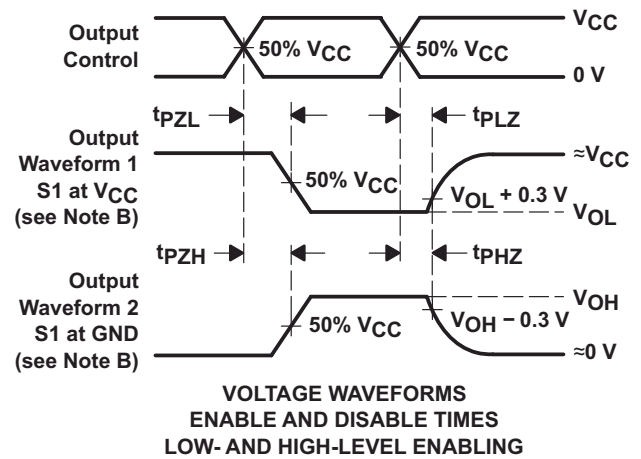 Output
Control
50% VCC
50% VCC
VCC
0 V
tPZL
tPLZ
Output
Waveform 1
S1 at VCC
(see Note B)
50% VCC
≈VCC
VOL + 0.3 V
VOL
tPZH
tPHZ
Output
Waveform 2
S1 at GND
(see Note B)
50% VCC
VOH
VOH − 0.3 V
≈0 V
VOLTAGE WAVEFORMS
ENABLE AND DISABLE TIMES
LOW- AND HIGH-LEVEL ENABLING